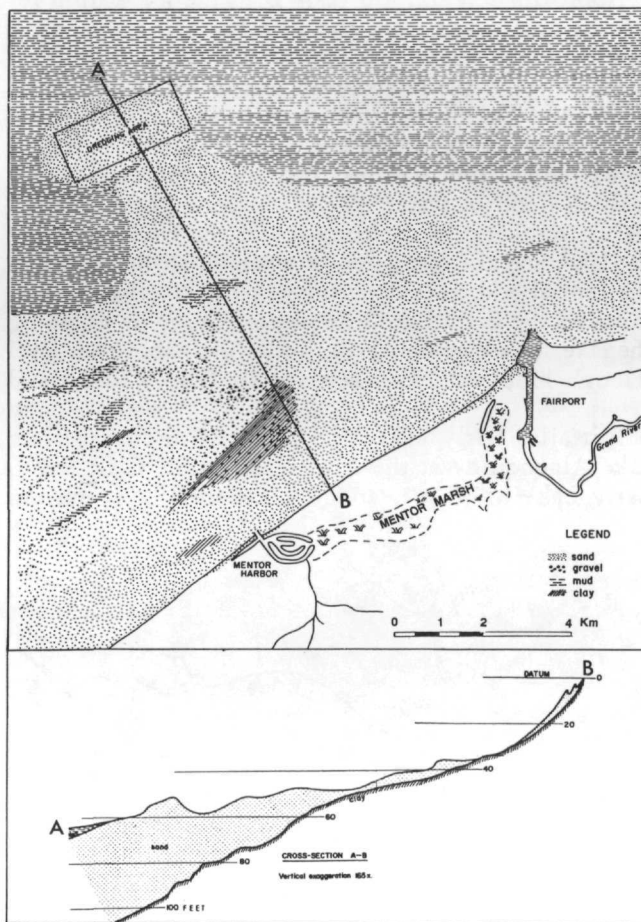 A
DREDGING AREA
FAIRPORT
Grand River
B
MENTOR MARSH
MENTOR
HARBOR
LEGEND
sand
gravel
mud
clay
0 1 2 4 Km
B
DATUM
0
20
40
clay
60
A
sand
CROSS-SECTION A-B
80
Vertical exaggeration 165x.
100 FEET